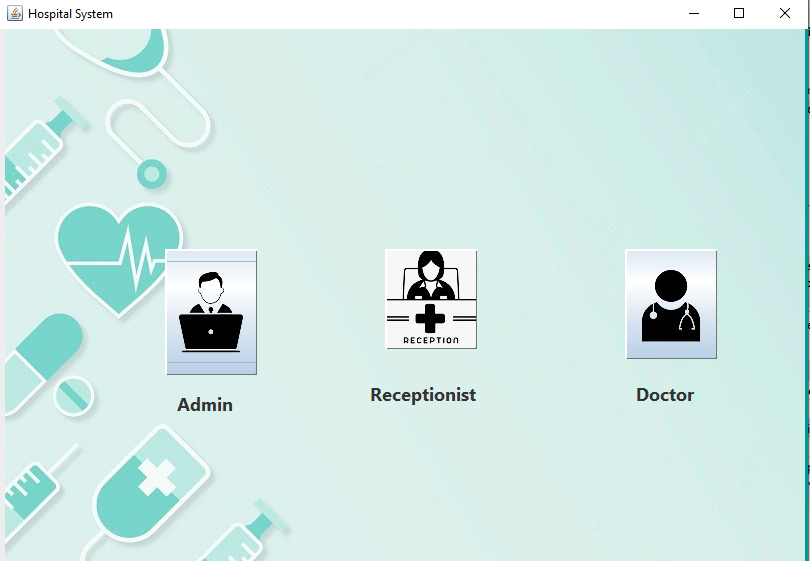 Hospital System
RECEPTION
Admin
Receptionist
Doctor